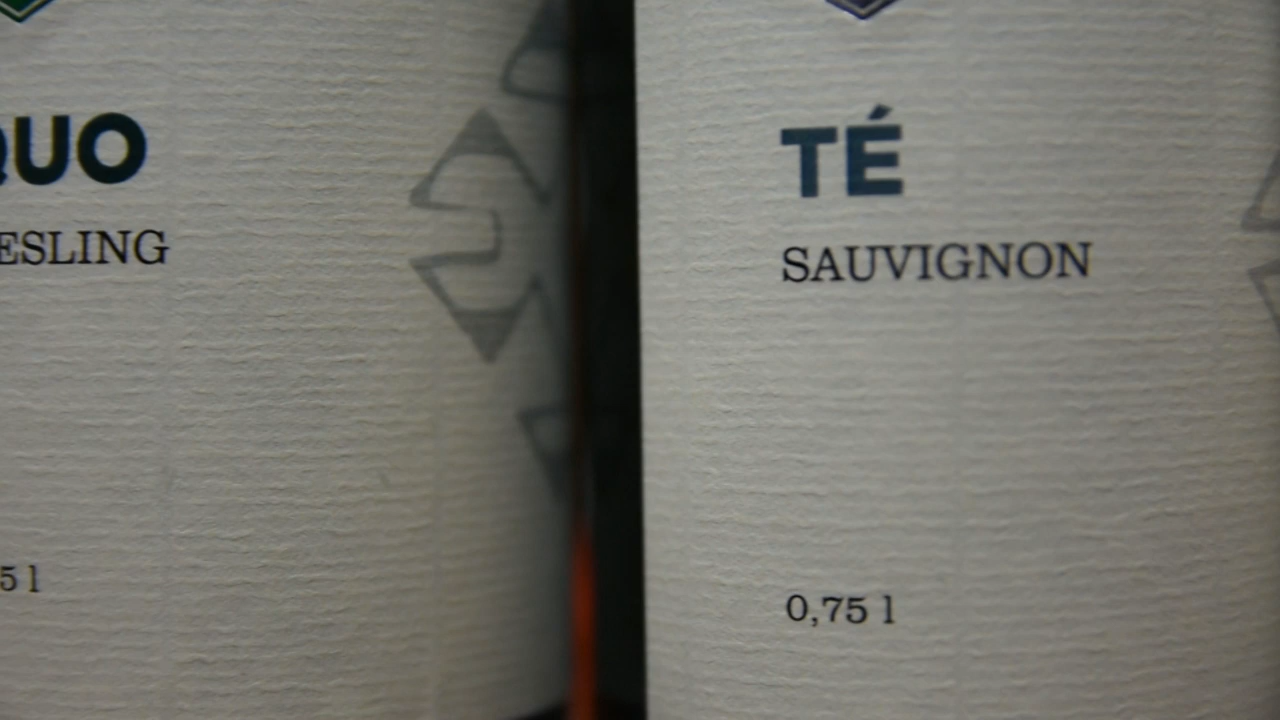 QUO
ESLING
5 l
TÉ
SAUVIGNON
0,75 l